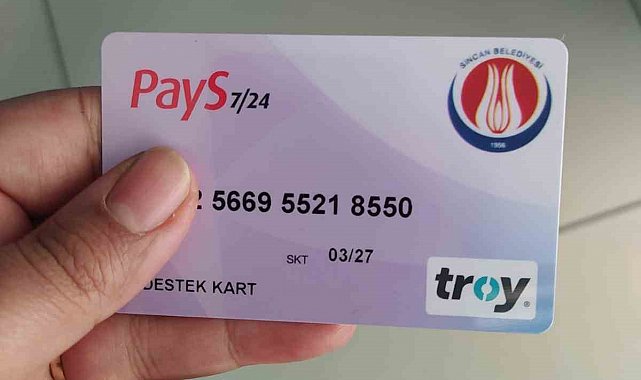 PayS 7/24
SİNCAN BELEDİYESİ
1956
2 5669 5521 8550
SKT 03/27
DESTEK KART
troy